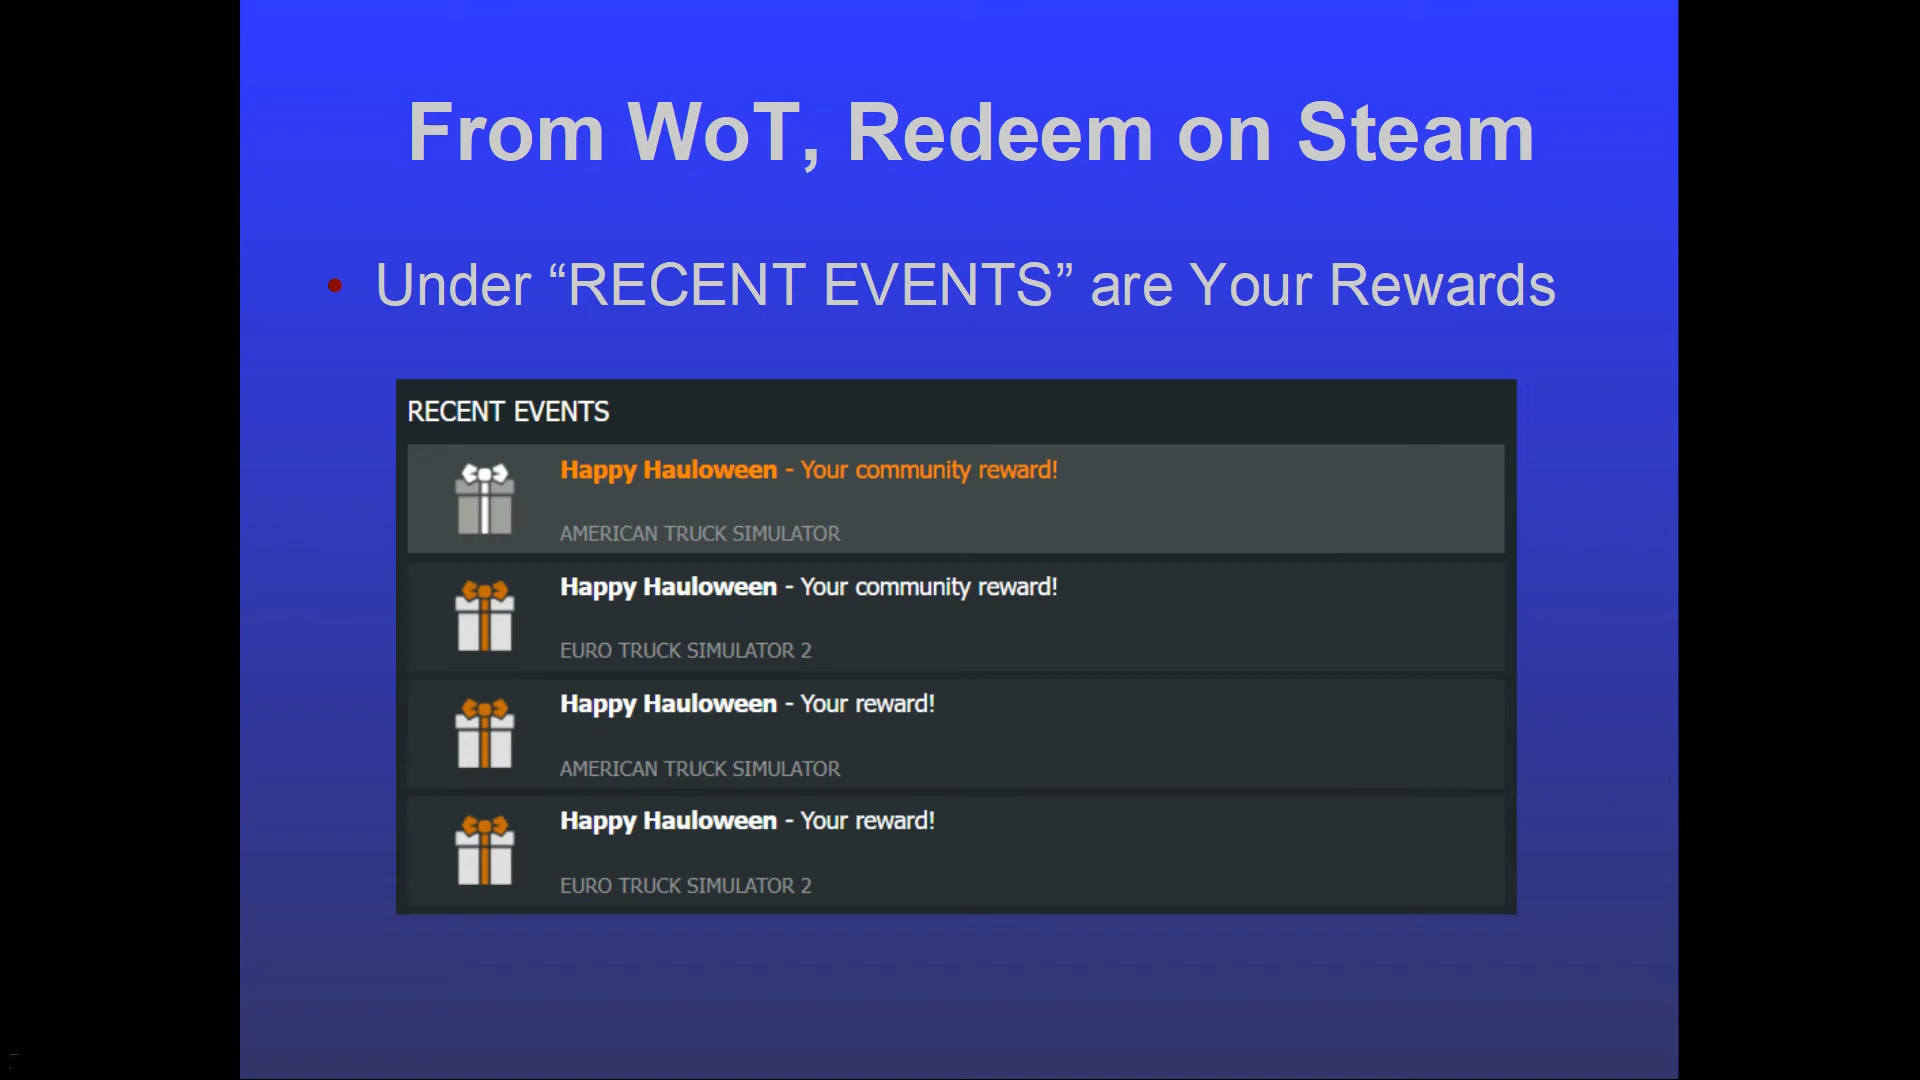 From WoT, Redeem on Steam
• Under “RECENT EVENTS” are Your Rewards
RECENT EVENTS
Happy Hauloween - Your community reward!
AMERICAN TRUCK SIMULATOR
Happy Hauloween - Your community reward!
EURO TRUCK SIMULATOR 2
Happy Hauloween - Your reward!
AMERICAN TRUCK SIMULATOR
Happy Hauloween - Your reward!
EURO TRUCK SIMULATOR 2